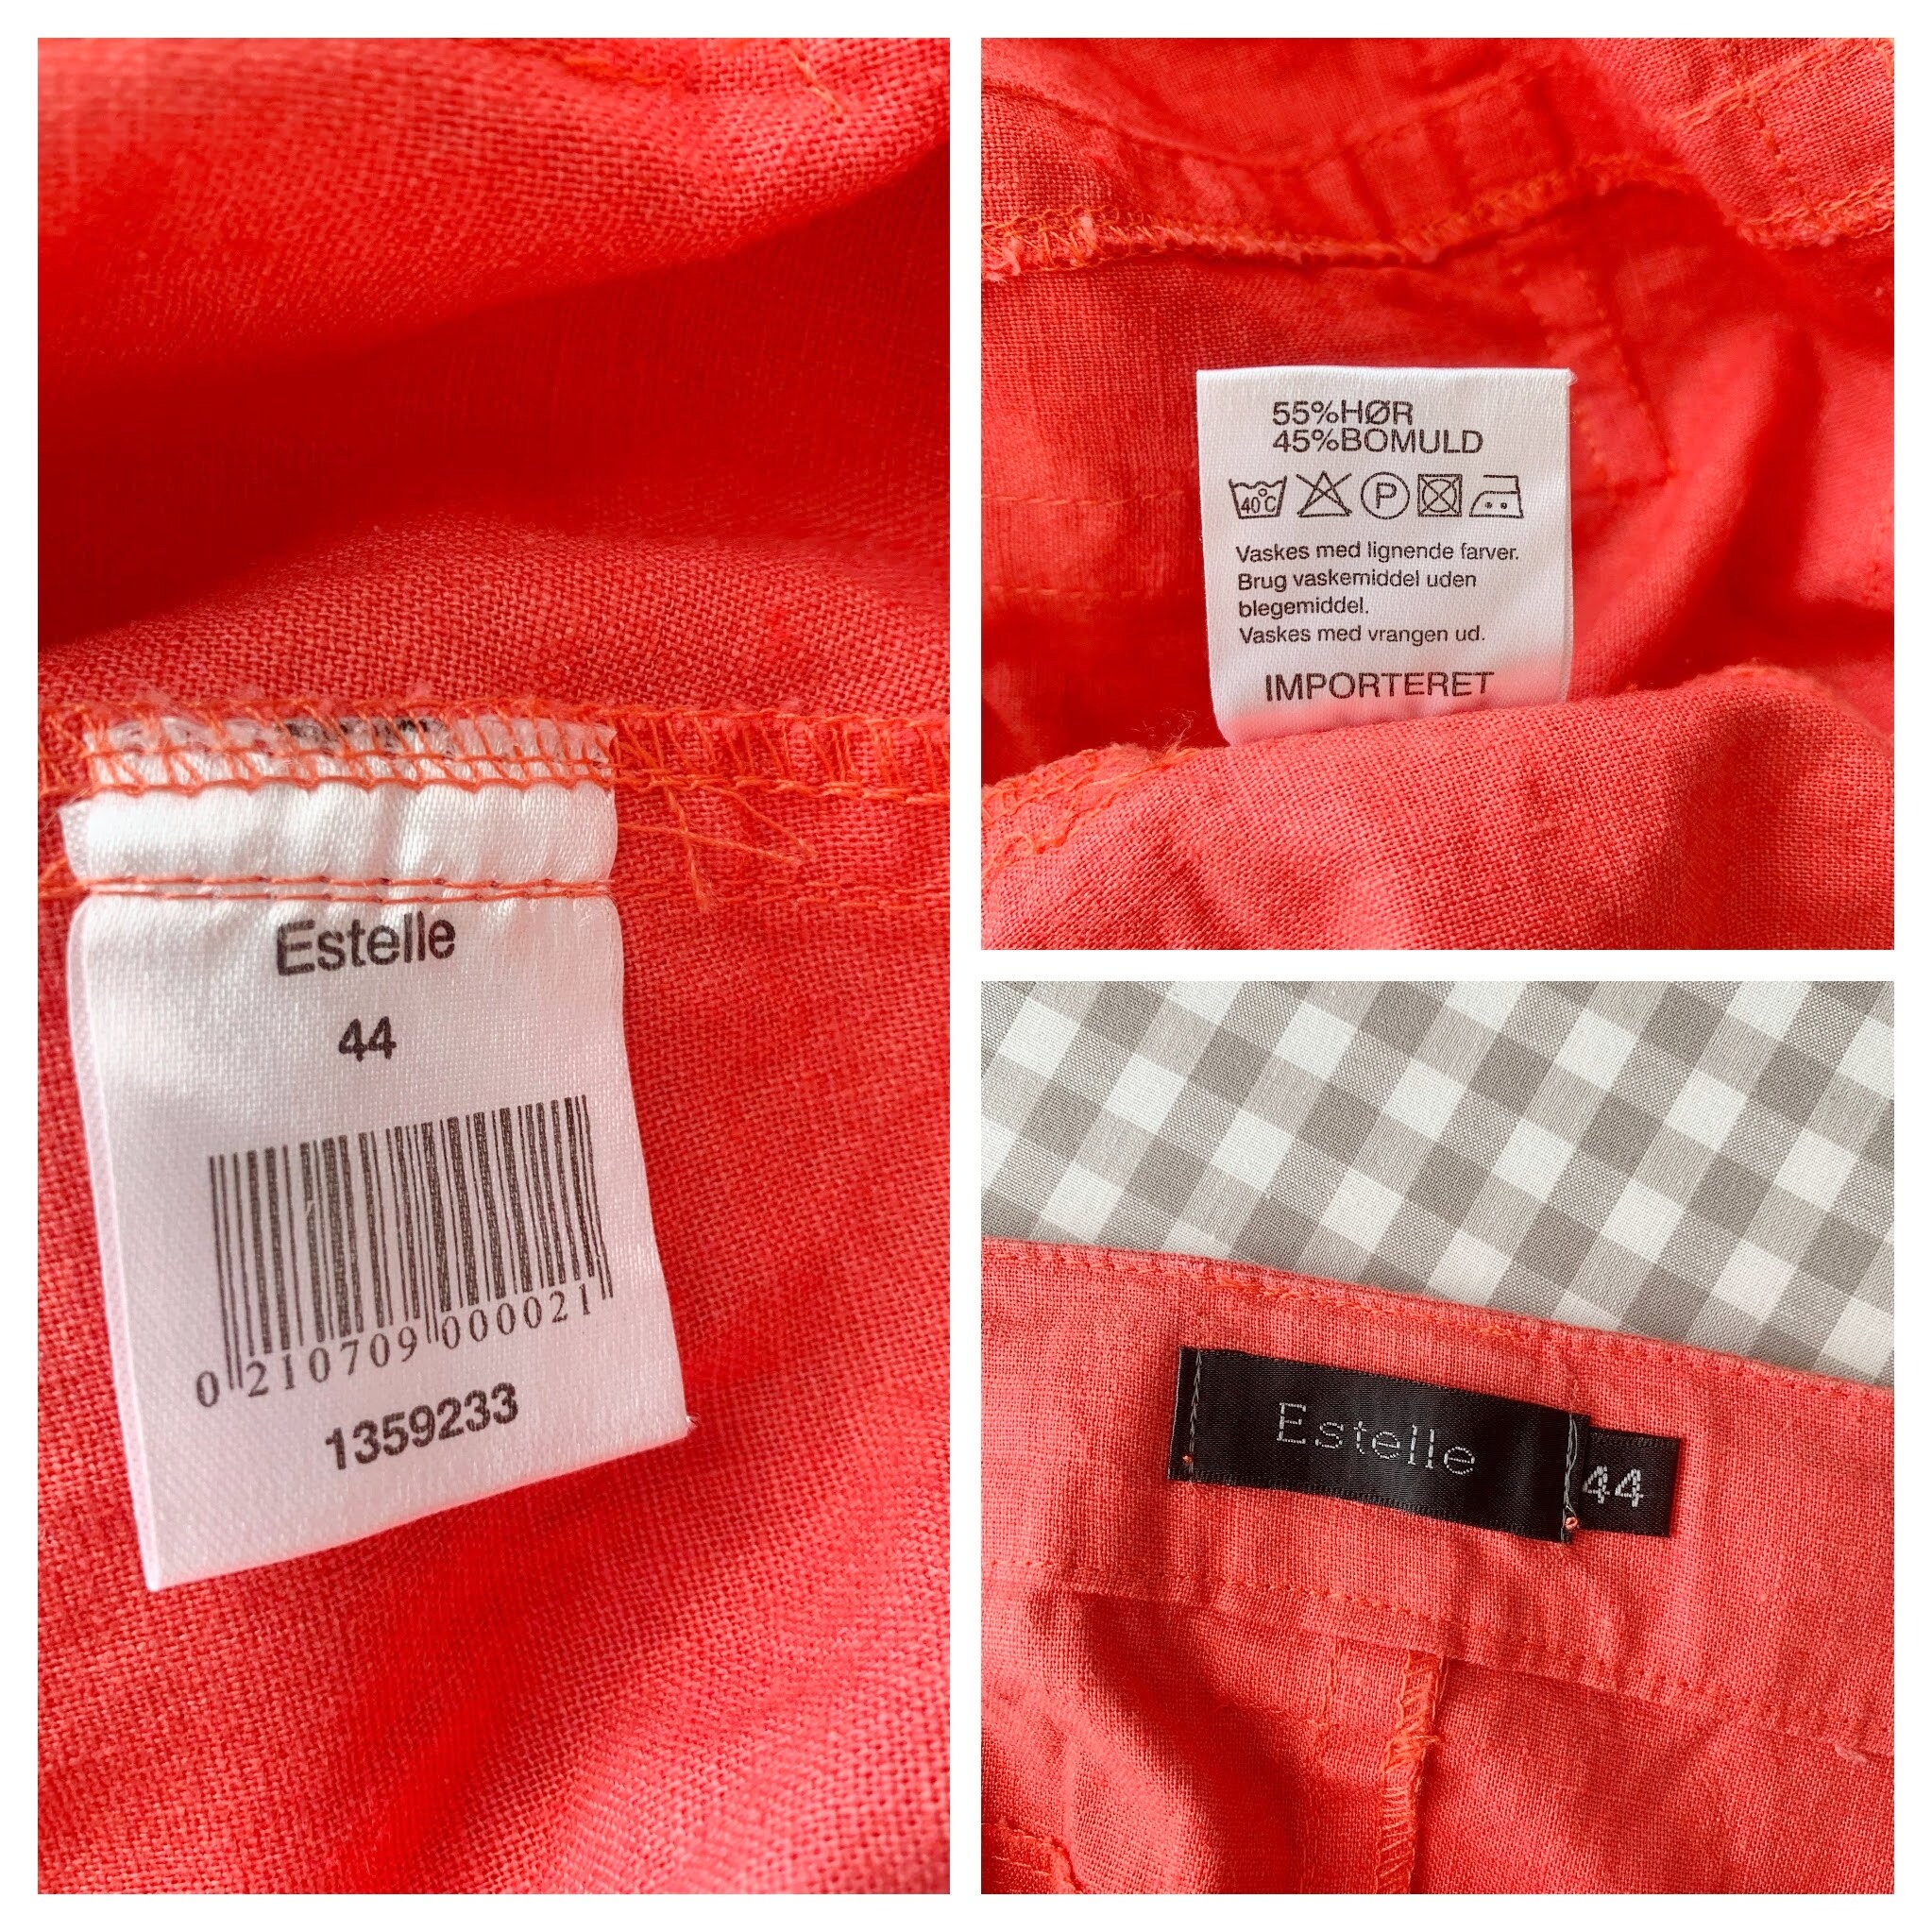 Estelle
44
0 210709 000021
1359233
55%HØR
45%BOMULD
40°C P
Vaskes med lignende farver.
Brug vaskemiddel uden
blegemiddel.
Vaskes med vrangen ud.
IMPORTERET
Estelle 44